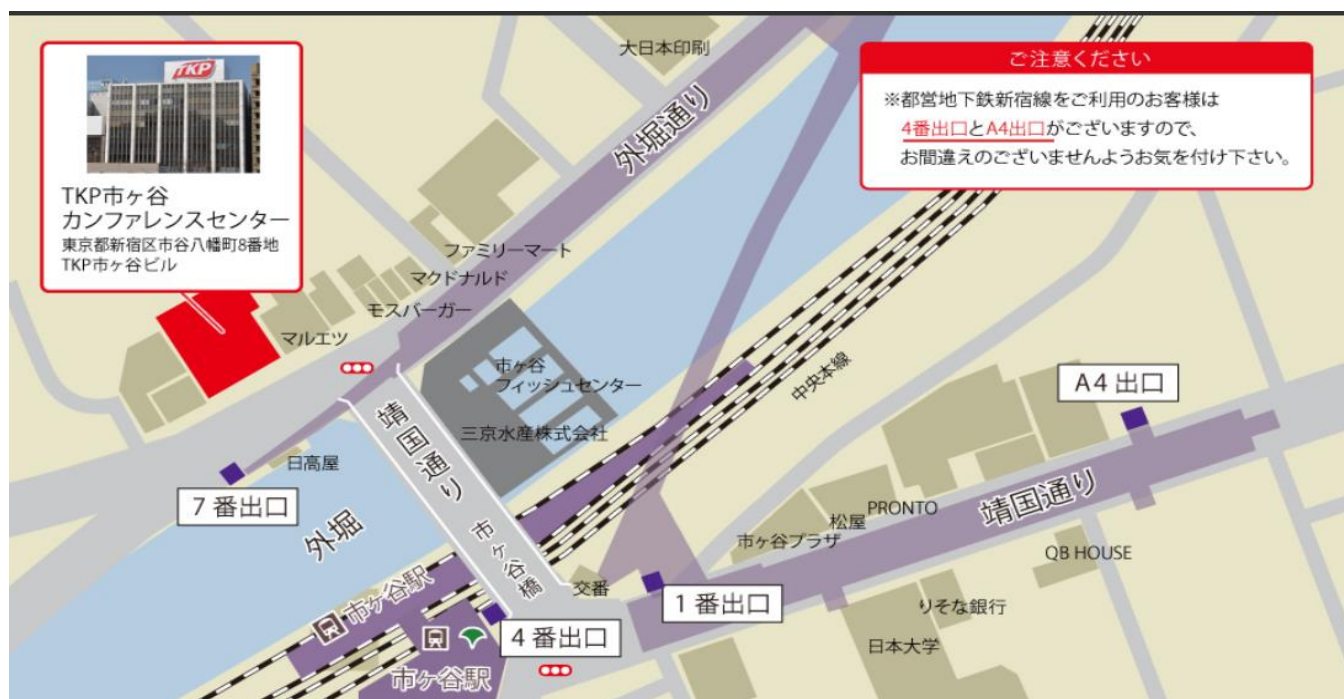 TKP
TKP市ヶ谷
カンファレンスセンター
東京都新宿区市谷八幡町8番地
TKP市ヶ谷ビル
ご注意ください
※都営地下鉄新宿線をご利用のお客様は
4番出口とA4出口がございますので、
お間違えのございませんようお気を付け下さい。
大日本印刷
外堀通り
ファミリーマート
マクドナルド
モスバーガー
マルエツ
市ヶ谷
フィッシュセンター
三京水産株式会社
中央本線
A4 出口
靖国通り
日高屋
7 番出口
外堀
市ヶ谷橋
靖国通り
PRONTO
松屋
市ヶ谷プラザ
QB HOUSE
交番
1 番出口
りそな銀行
日本大学
市ヶ谷駅
4 番出口
市ヶ谷駅